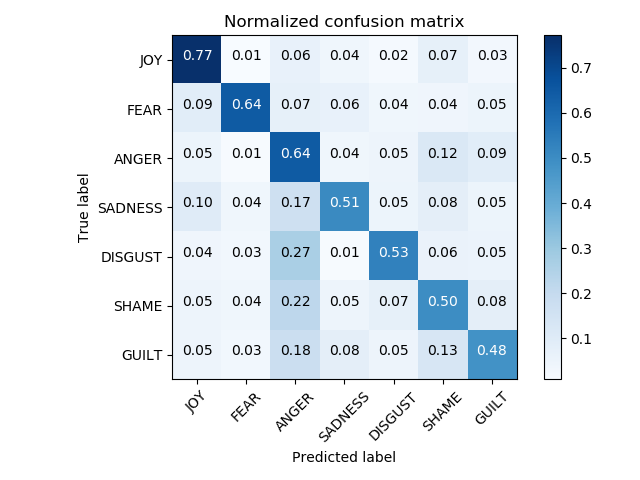 Normalized confusion matrix
JOY 0.77 0.01 0.06 0.04 0.02 0.07 0.03
FEAR 0.09 0.64 0.07 0.06 0.04 0.04 0.05
ANGER 0.05 0.01 0.64 0.04 0.05 0.12 0.09
SADNESS 0.10 0.04 0.17 0.51 0.05 0.08 0.05
DISGUST 0.04 0.03 0.27 0.01 0.53 0.06 0.05
SHAME 0.05 0.04 0.22 0.05 0.07 0.50 0.08
GUILT 0.05 0.03 0.18 0.08 0.05 0.13 0.48
True label
JOY FEAR ANGER SADNESS DISGUST SHAME GUILT
Predicted label
0.7
0.6
0.5
0.4
0.3
0.2
0.1